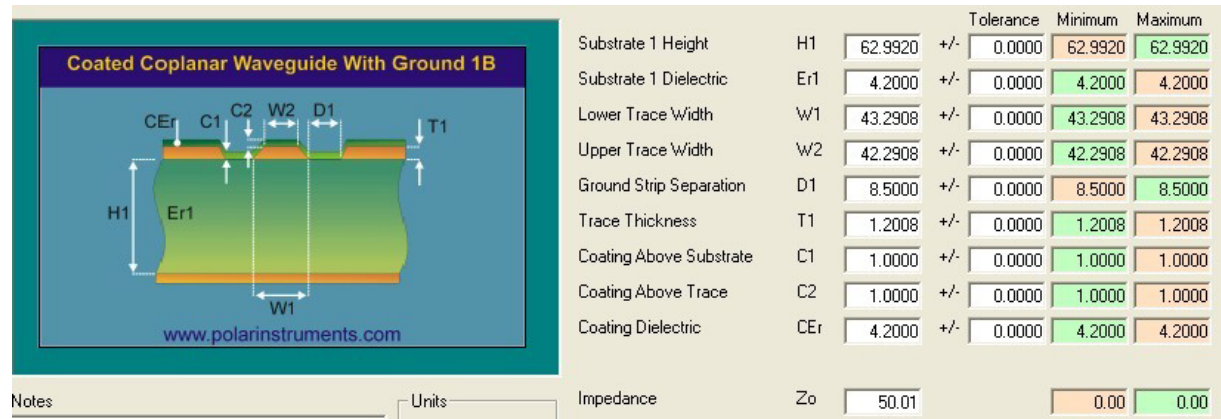 Tolerance Minimum Maximum
Coated Coplanar Waveguide With Ground 1B
CEr C1 C2 W2 D1 T1
H1 Er1
W1
www.polarinstruments.com
Substrate 1 Height H1 62.9920 +/- 0.0000 62.9920 62.9920
Substrate 1 Dielectric Er1 4.2000 +/- 0.0000 4.2000 4.2000
Lower Trace Width W1 43.2908 +/- 0.0000 43.2908 43.2908
Upper Trace Width W2 42.2908 +/- 0.0000 42.2908 42.2908
Ground Strip Separation D1 8.5000 +/- 0.0000 8.5000 8.5000
Trace Thickness T1 1.2008 +/- 0.0000 1.2008 1.2008
Coating Above Substrate C1 1.0000 +/- 0.0000 1.0000 1.0000
Coating Above Trace C2 1.0000 +/- 0.0000 1.0000 1.0000
Coating Dielectric CEr 4.2000 +/- 0.0000 4.2000 4.2000
Notes Units
Impedance Zo 50.01 0.00 0.00